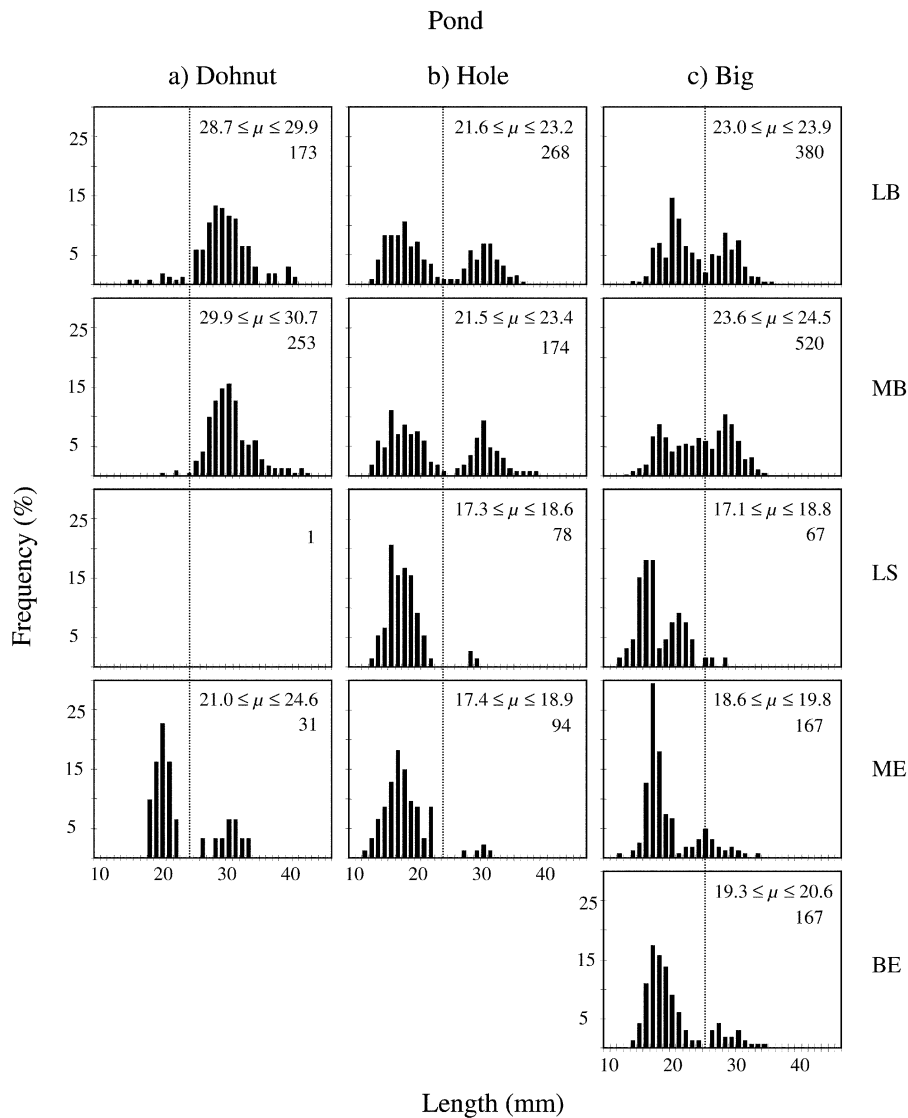 Pond
a) Dohnut b) Hole c) Big
28.7 ≤ μ ≤ 29.9 21.6 ≤ μ ≤ 23.2 23.0 ≤ μ ≤ 23.9
25 173 268 380
LB
15
5
29.9 ≤ μ ≤ 30.7 21.5 ≤ μ ≤ 23.4 23.6 ≤ μ ≤ 24.5
25 253 174 520
MB
15
5
17.3 ≤ μ ≤ 18.6 17.1 ≤ μ ≤ 18.8
25 1 78 67
LS
15
5
21.0 ≤ μ ≤ 24.6 17.4 ≤ μ ≤ 18.9 18.6 ≤ μ ≤ 19.8
25 31 94 167
ME
15
5
10 20 30 40 10 20 30 40
19.3 ≤ μ ≤ 20.6
25 167
BE
15
5
10 20 30 40
Frequency (%)
Length (mm)